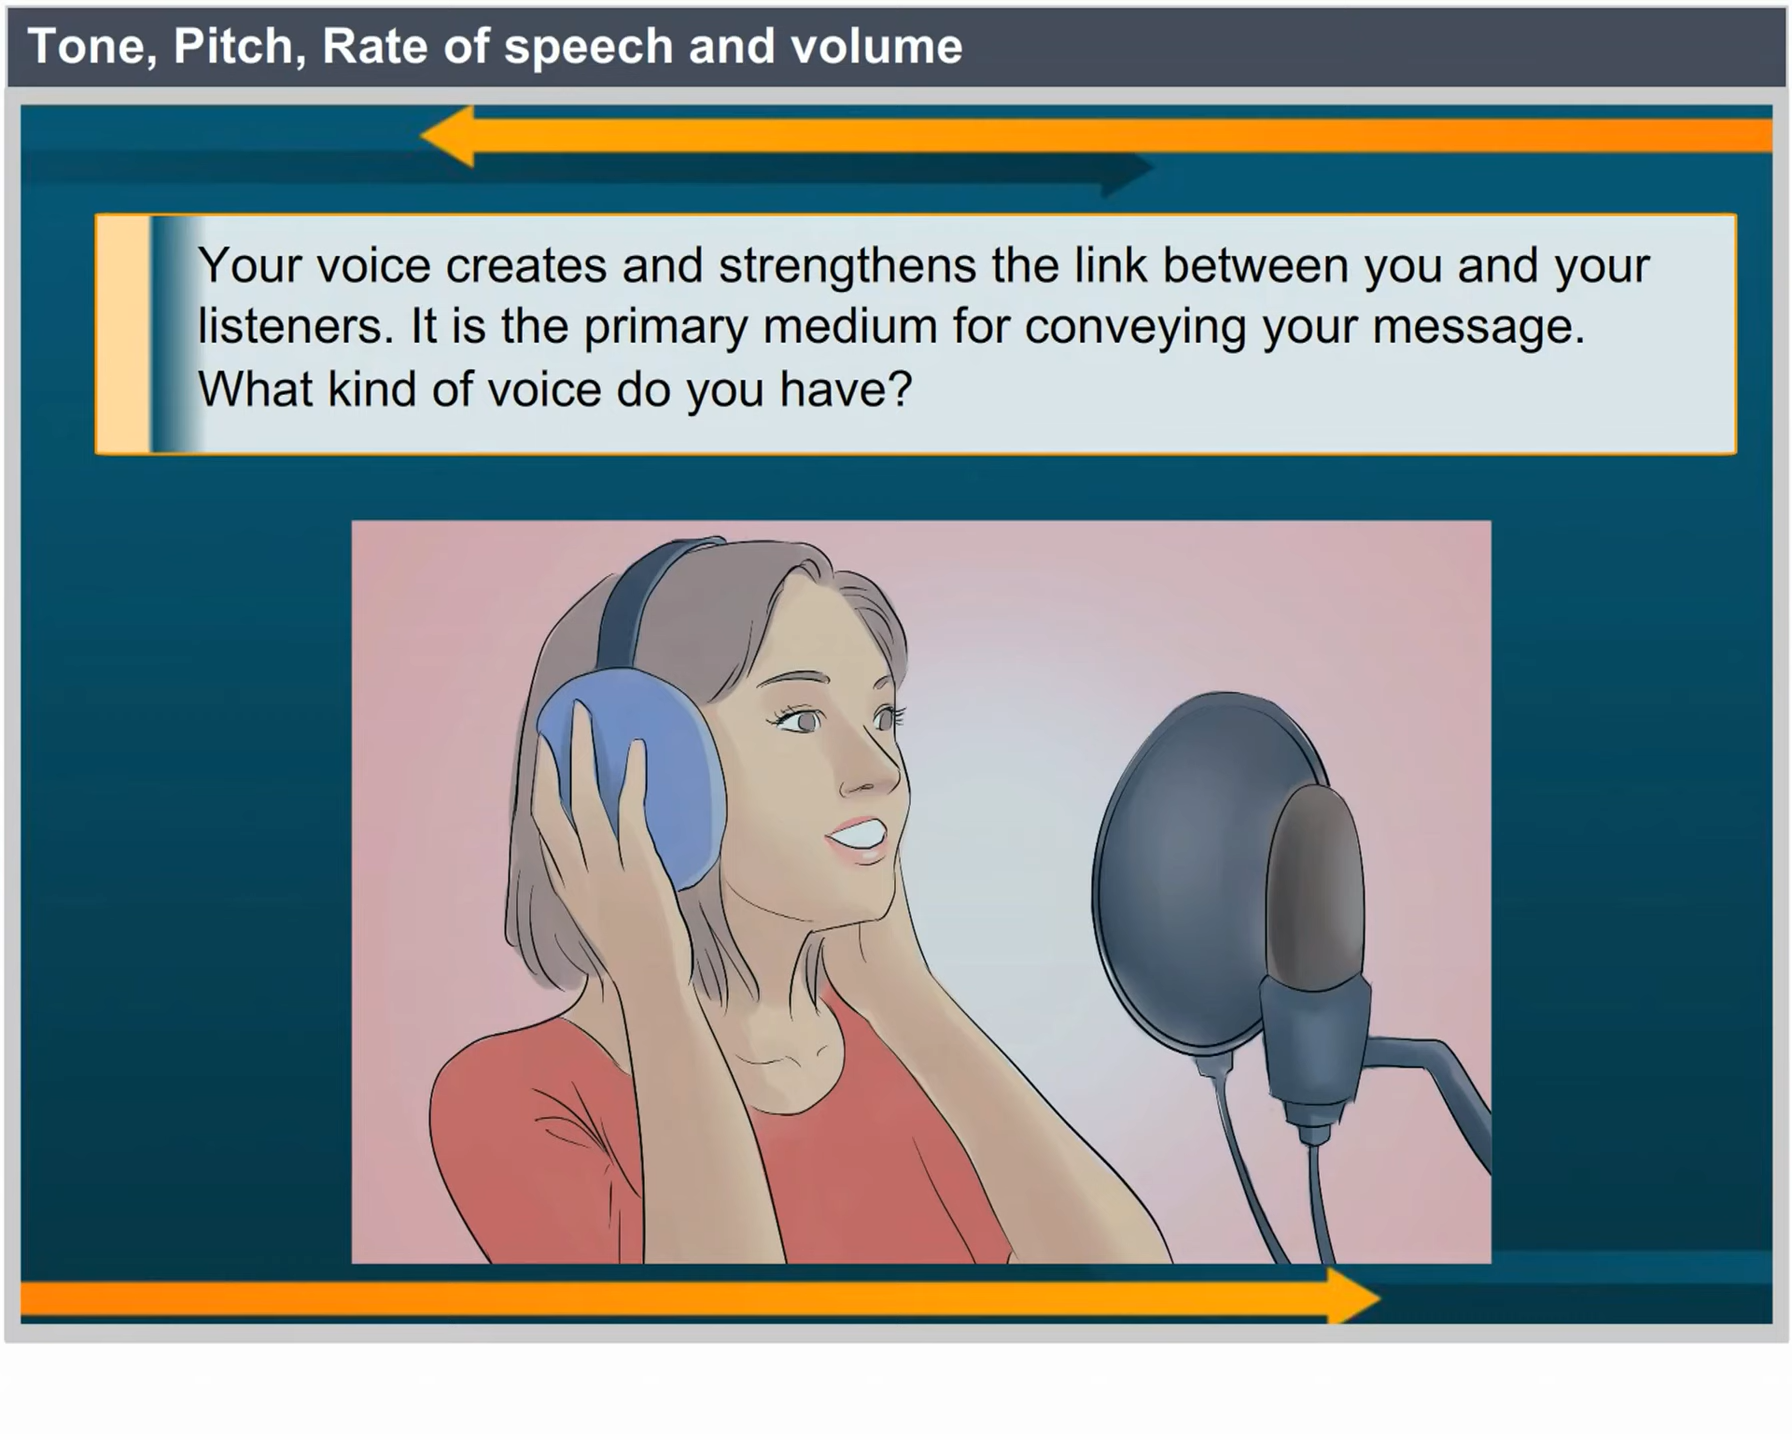 Tone, Pitch, Rate of speech and volume
Your voice creates and strengthens the link between you and your
listeners. It is the primary medium for conveying your message.
What kind of voice do you have?